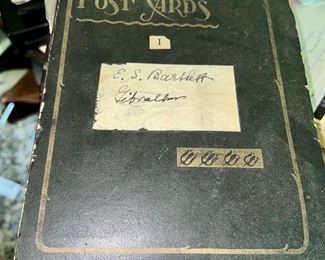 POST CARDS
1
E. S. Bartlett
Gibraltar